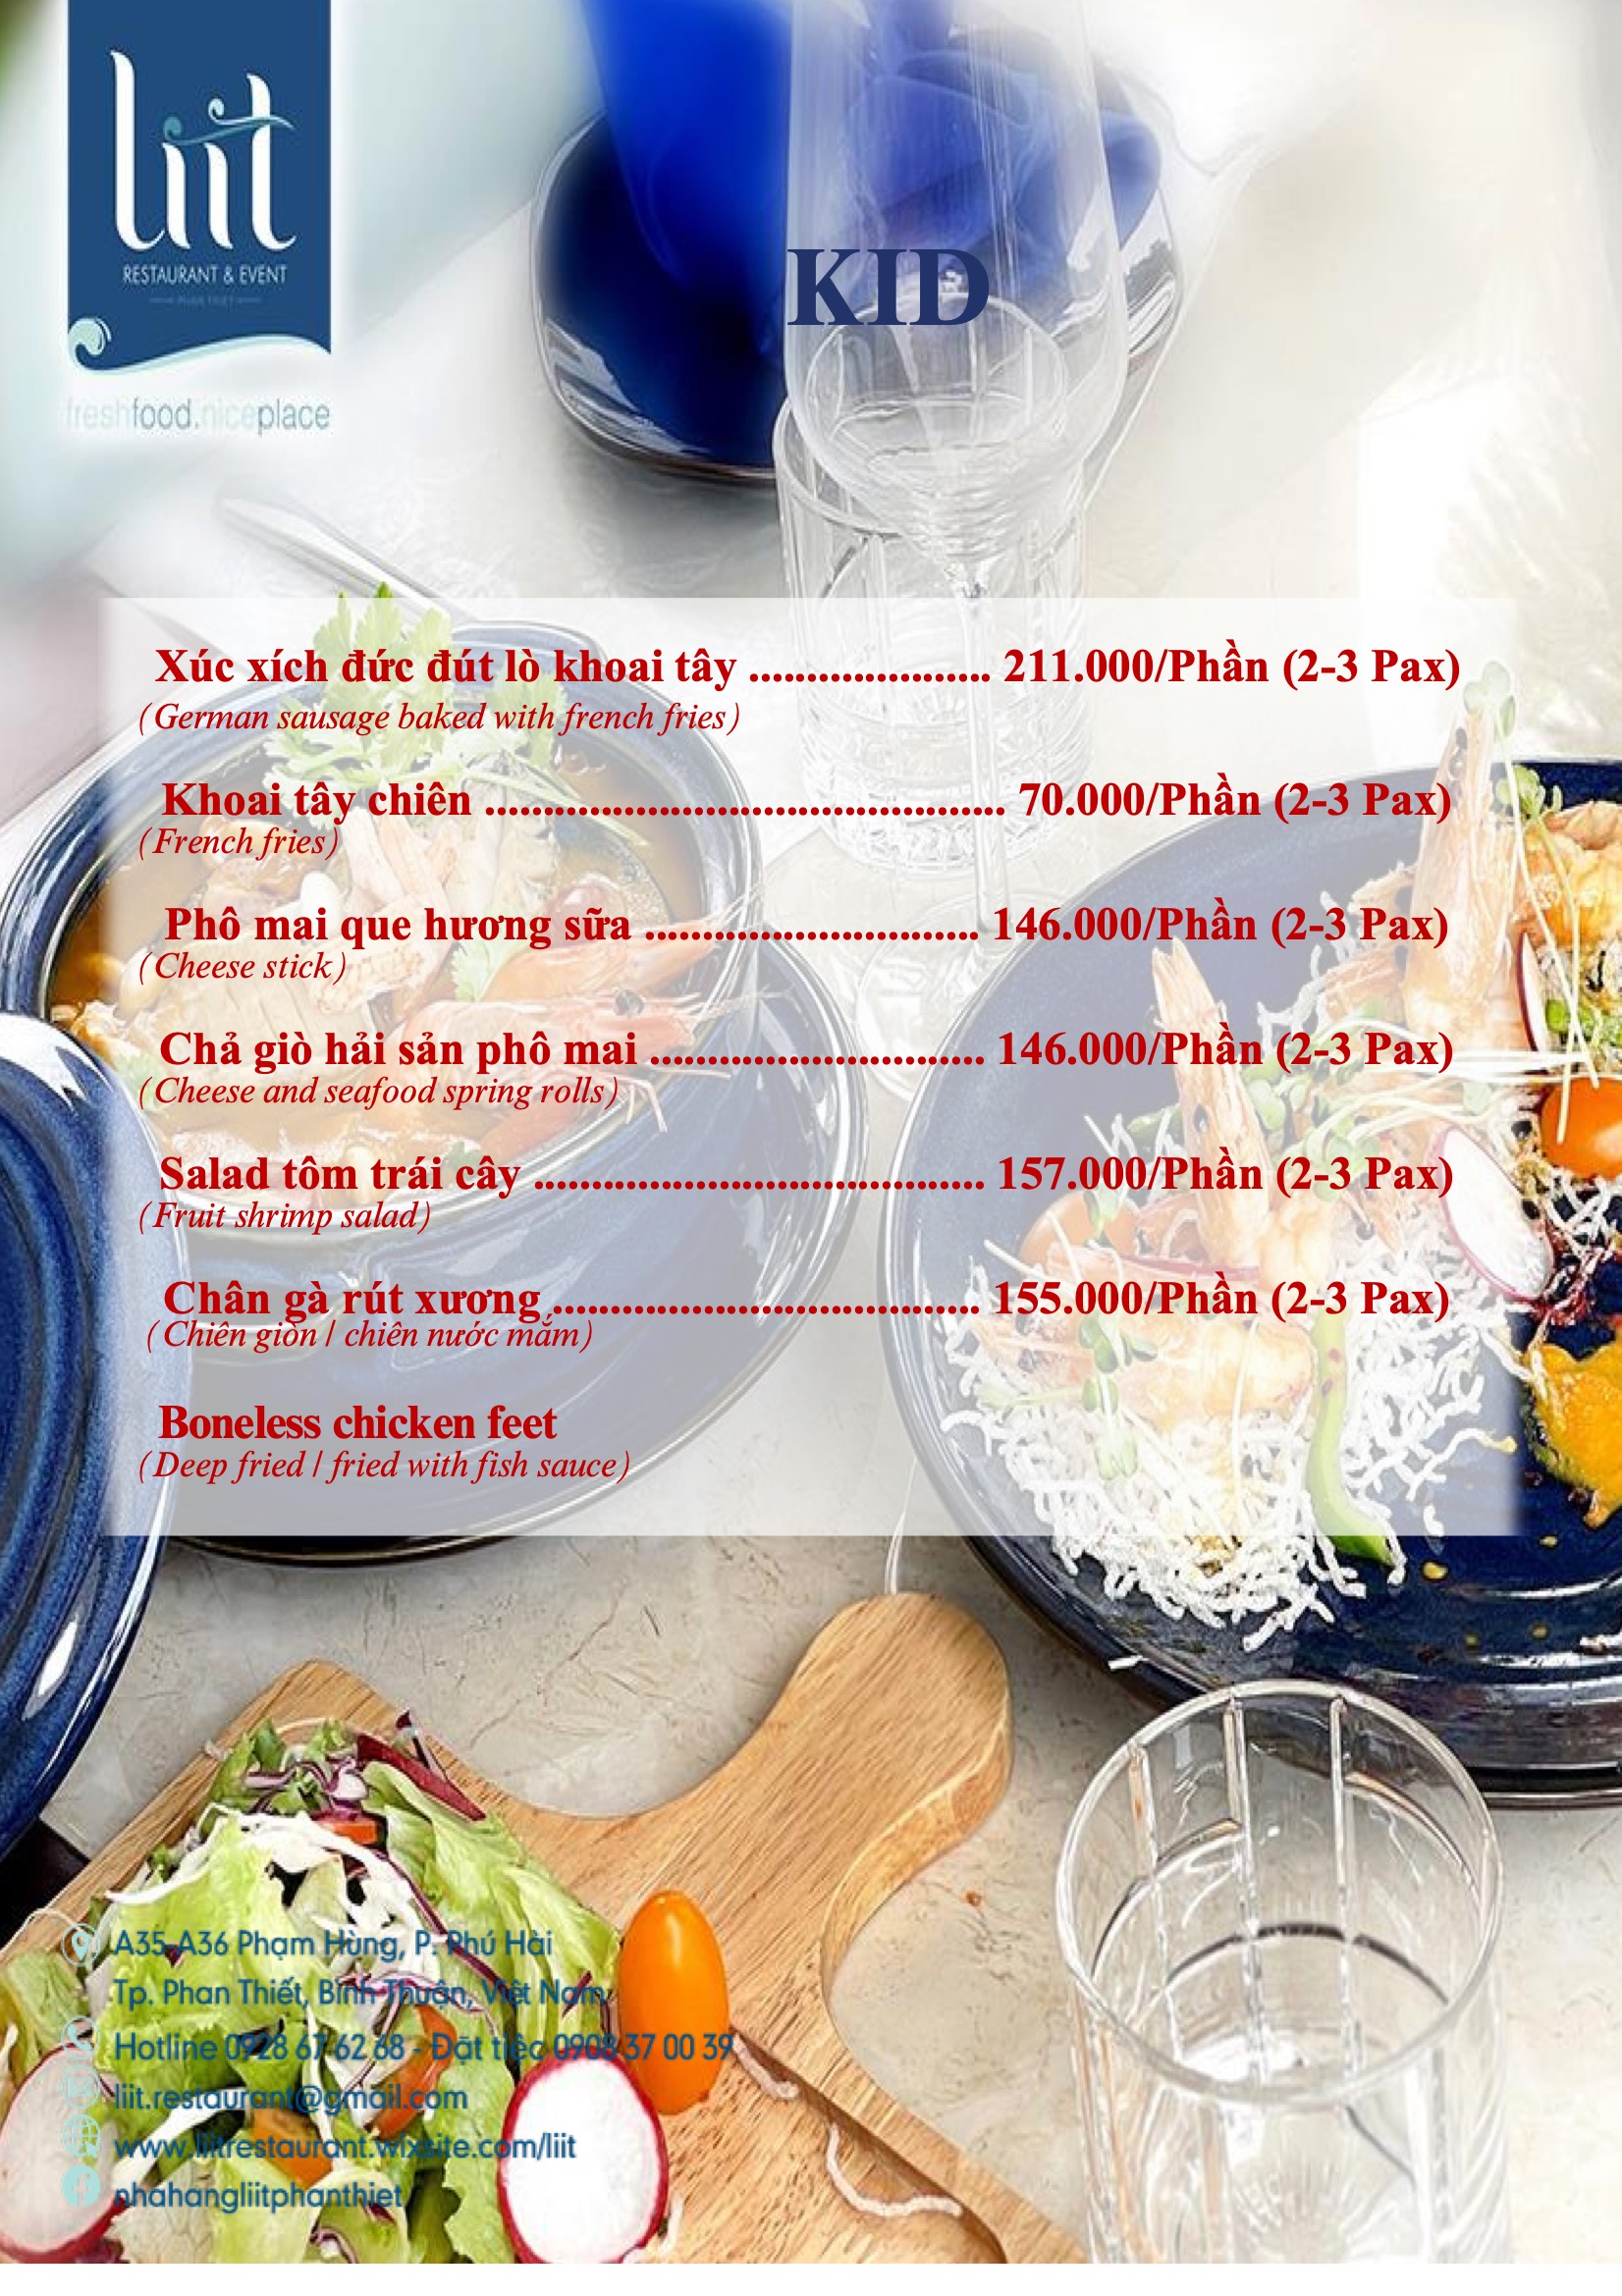 liit
RESTAURANT & EVENT
PHAN THIET
freshfood.niceplace
KID
Xúc xích đức đút lò khoai tây ..................... 211.000/Phần (2-3 Pax)
(German sausage baked with french fries)
Khoai tây chiên ............................................. 70.000/Phần (2-3 Pax)
(French fries)
Phô mai que hương sữa ............................. 146.000/Phần (2-3 Pax)
(Cheese stick)
Chả giò hải sản phô mai ............................. 146.000/Phần (2-3 Pax)
(Cheese and seafood spring rolls)
Salad tôm trái cây ....................................... 157.000/Phần (2-3 Pax)
(Fruit shrimp salad)
Chân gà rút xương ..................................... 155.000/Phần (2-3 Pax)
(Chiên giòn / chiên nước mắm)
Boneless chicken feet
(Deep fried / fried with fish sauce)
A35-A36 Phạm Hùng, P. Phú Hài
Tp. Phan Thiết, Bình Thuận, Việt Nam
Hotline 0928 67 62 68 - Đặt tiệc 0908 37 00 39
liit.restaurant@gmail.com
www.liitrestaurant.wixsite.com/liit
nhahangliitphanthiet